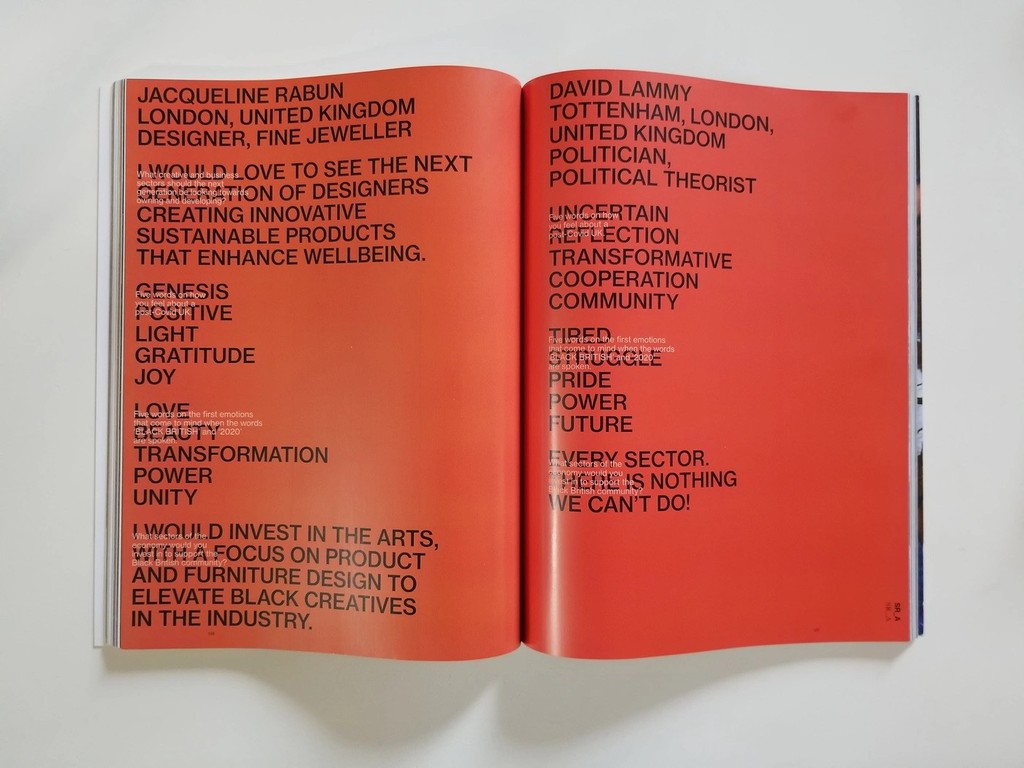 JACQUELINE RABUN
LONDON, UNITED KINGDOM
DESIGNER, FINE JEWELLER
What creative and business
sectors should the next
generation be looking towards
owning and developing?
I WOULD LOVE TO SEE THE NEXT
GENERATION OF DESIGNERS
CREATING INNOVATIVE
SUSTAINABLE PRODUCTS
THAT ENHANCE WELLBEING.
Five words on how
you feel about a
post-Covid UK.
GENESIS
POSITIVE
LIGHT
GRATITUDE
JOY
Five words on the first emotions
that come to mind when the words
'BLACK BRITISH' and '2020'
are spoken.
LOVE
BEAUTY
TRANSFORMATION
POWER
UNITY
What sectors of the
economy would you
invest in to support the
Black British community?
I WOULD INVEST IN THE ARTS,
WITH A FOCUS ON PRODUCT
AND FURNITURE DESIGN TO
ELEVATE BLACK CREATIVES
IN THE INDUSTRY.
DAVID LAMMY
TOTTENHAM, LONDON,
UNITED KINGDOM
POLITICIAN,
POLITICAL THEORIST
Five words on how
you feel about a
post-Covid UK.
UNCERTAIN
REFLECTION
TRANSFORMATIVE
COOPERATION
COMMUNITY
Five words on the first emotions
that come to mind when the words
'BLACK BRITISH' and '2020'
are spoken.
TIRED
STRUGGLE
PRIDE
POWER
FUTURE
What sectors of the
economy would you
invest in to support the
Black British community?
EVERY SECTOR.
THERE IS NOTHING
WE CAN'T DO!
SR_A